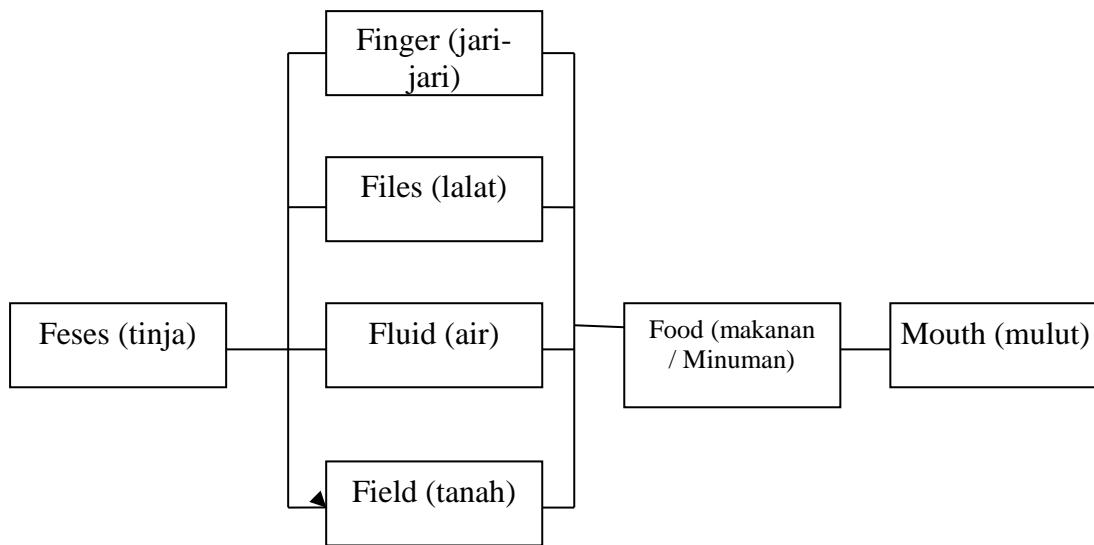 Finger (jari-
jari)
Files (lalat)
Feses (tinja)
Fluid (air)
Food (makanan
/ Minuman)
Mouth (mulut)
Field (tanah)